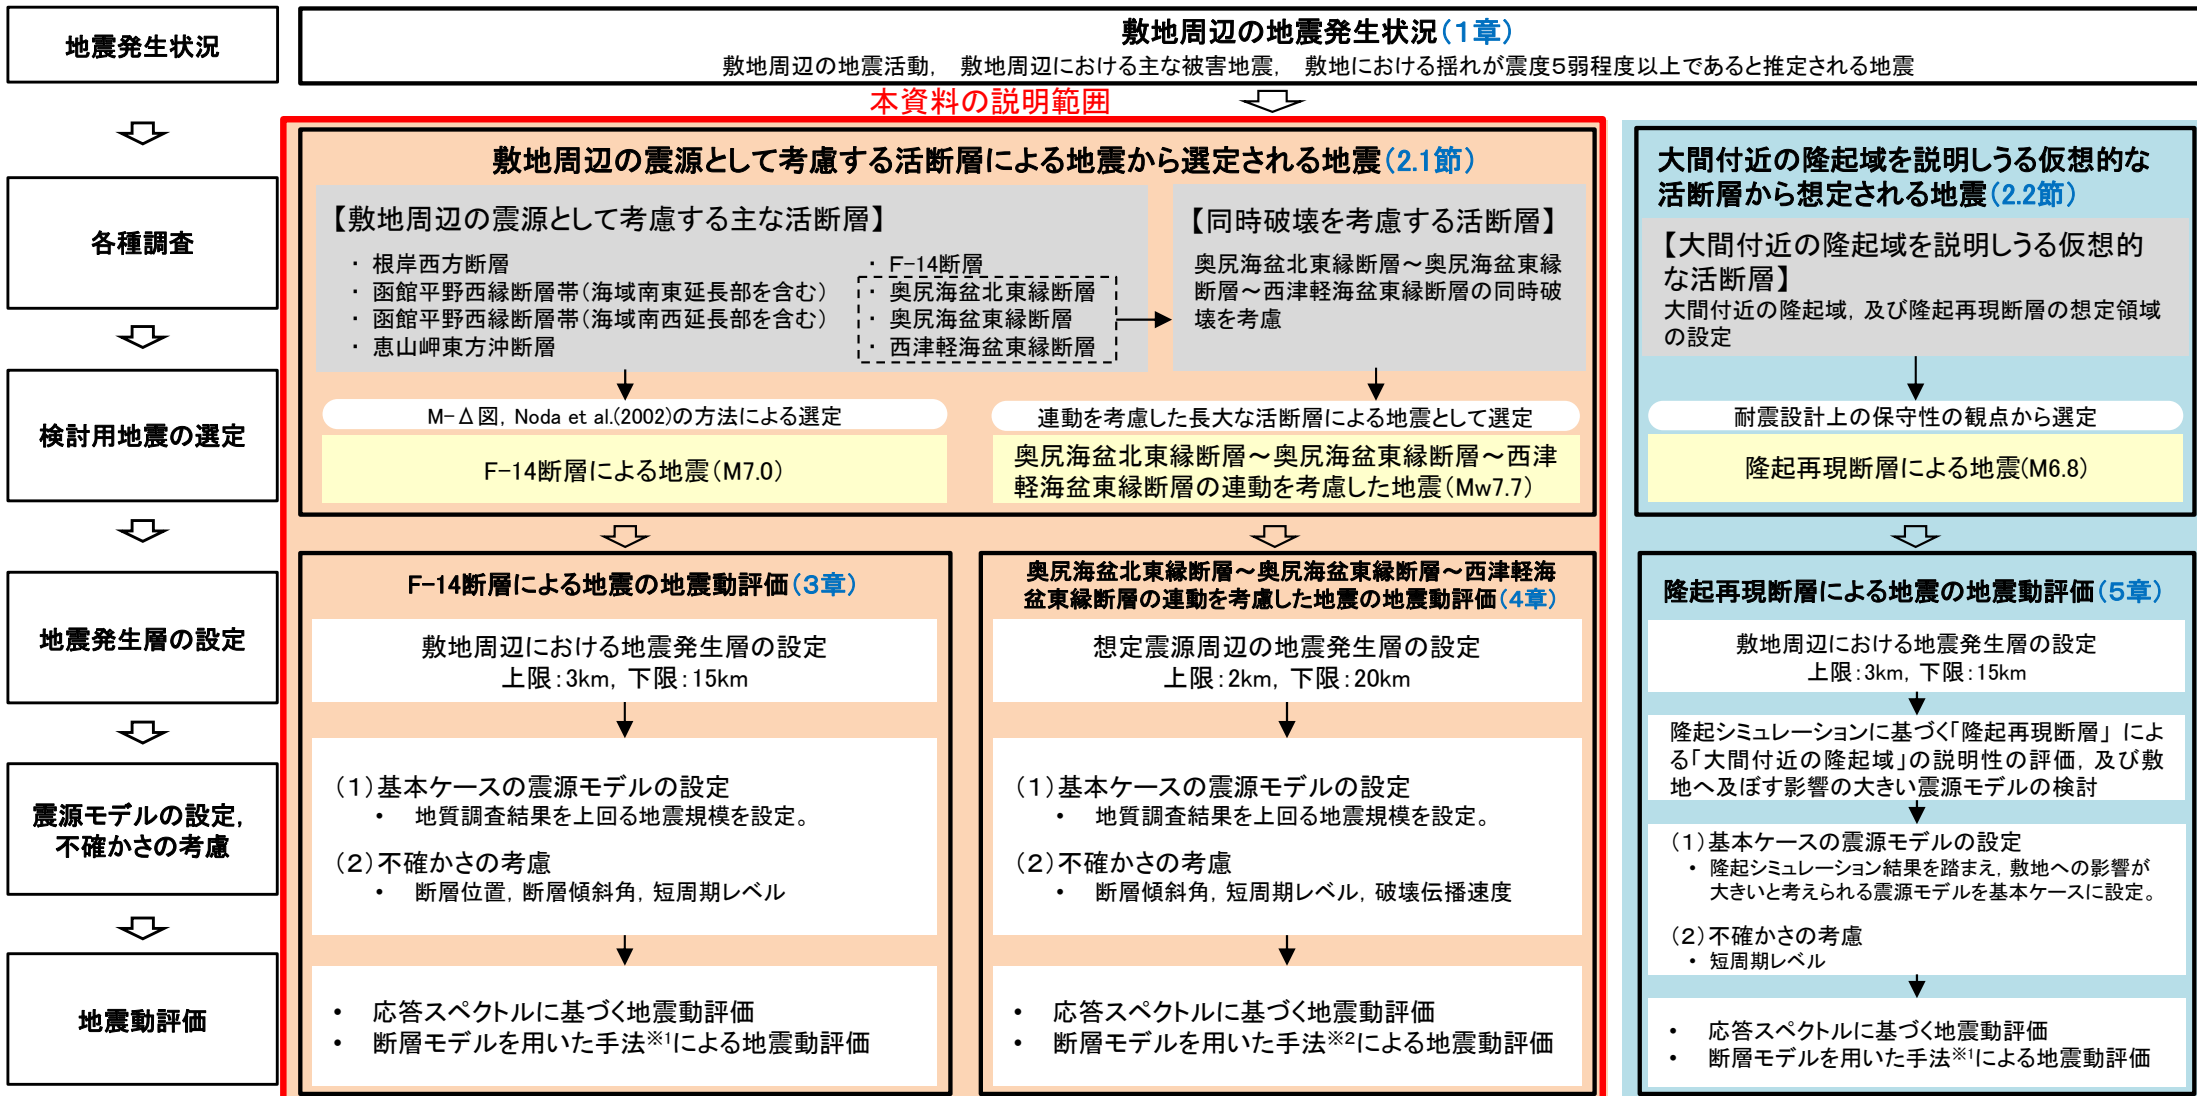 地震発生状況
敷地周辺の地震発生状況(1章)
敷地周辺の地震活動, 敷地周辺における主な被害地震, 敷地における揺れが震度5弱程度以上であると推定される地震
本資料の説明範囲
各種調査
検討用地震の選定
地震発生層の設定
震源モデルの設定,
不確かさの考慮
地震動評価
敷地周辺の震源として考慮する活断層による地震から選定される地震(2.1節)
【敷地周辺の震源として考慮する主な活断層】
・ 根岸西方断層
・ 函館平野西縁断層帯(海域南東延長部を含む)
・ 函館平野西縁断層帯(海域南西延長部を含む)
・ 恵山岬東方沖断層
・ F-14断層
・ 奥尻海盆北東縁断層
・ 奥尻海盆東縁断層
・ 西津軽海盆東縁断層
【同時破壊を考慮する活断層】
奥尻海盆北東縁断層~奥尻海盆東縁
断層~西津軽海盆東縁断層の同時破
壊を考慮
M-Δ図, Noda et al.(2002)の方法による選定
F-14断層による地震(M7.0)
連動を考慮した長大な活断層による地震として選定
奥尻海盆北東縁断層~奥尻海盆東縁断層~西津
軽海盆東縁断層の連動を考慮した地震(Mw7.7)
F-14断層による地震の地震動評価(3章)
敷地周辺における地震発生層の設定
上限:3km, 下限:15km
(1)基本ケースの震源モデルの設定
・ 地質調査結果を上回る地震規模を設定。
(2)不確かさの考慮
・ 断層位置, 断層傾斜角, 短周期レベル
・ 応答スペクトルに基づく地震動評価
・ 断層モデルを用いた手法※1による地震動評価
奥尻海盆北東縁断層~奥尻海盆東縁断層~西津軽海
盆東縁断層の連動を考慮した地震の地震動評価(4章)
想定震源周辺の地震発生層の設定
上限:2km, 下限:20km
(1)基本ケースの震源モデルの設定
・ 地質調査結果を上回る地震規模を設定。
(2)不確かさの考慮
・ 断層傾斜角, 短周期レベル, 破壊伝播速度
・ 応答スペクトルに基づく地震動評価
・ 断層モデルを用いた手法※2による地震動評価
大間付近の隆起域を説明しうる仮想的な
活断層から想定される地震(2.2節)
【大間付近の隆起域を説明しうる仮想的
な活断層】
大間付近の隆起域, 及び隆起再現断層の想定領域
の設定
耐震設計上の保守性の観点から選定
隆起再現断層による地震(M6.8)
隆起再現断層による地震の地震動評価(5章)
敷地周辺における地震発生層の設定
上限:3km, 下限:15km
隆起シミュレーションに基づく「隆起再現断層」 によ
る「大間付近の隆起域」の説明性の評価, 及び敷
地へ及ぼす影響の大きい震源モデルの検討
(1)基本ケースの震源モデルの設定
・ 隆起シミュレーション結果を踏まえ, 敷地への影響が
大きいと考えられる震源モデルを基本ケースに設定。
(2)不確かさの考慮
・ 短周期レベル
・ 応答スペクトルに基づく地震動評価
・ 断層モデルを用いた手法※1による地震動評価